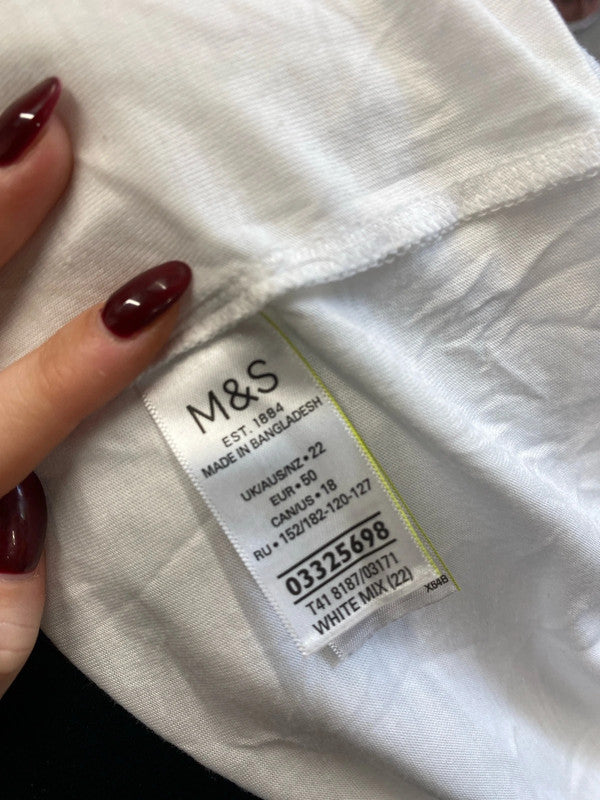 M&S
EST. 1884
MADE IN BANGLADESH
UK/AUS/NZ • 22
EUR • 50
CAN/US • 18
RU • 152/182-120-127
03325698
T41 8187/03171
WHITE MIX (22)
X64B